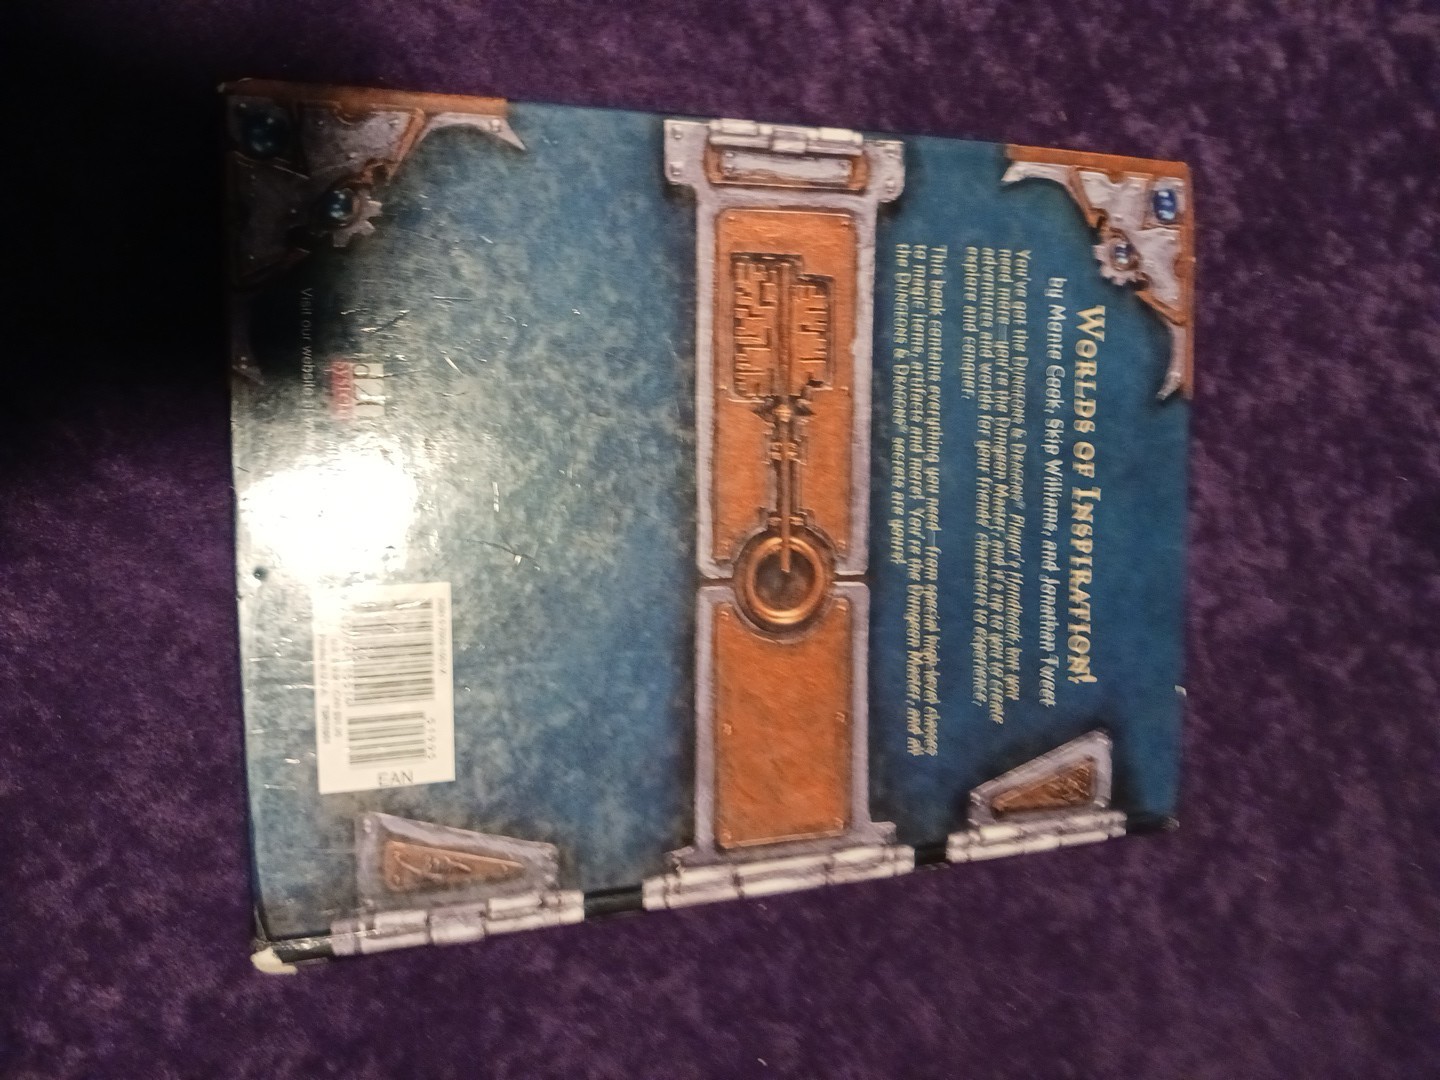 WORLDS OF INSPIRATION!
by Monte Cook, Skip Williams, and Jonathan Tweet
You've got the DUNGEONS & DRAGONS® Player's Handbook, but you
need more—you're the Dungeon Master, and it's up to you to create
adventures and worlds for your friends' characters to experience,
explore and conquer.
This book contains everything you need—from special high-level classes
to magic items, artifacts and more! You're the Dungeon Master, and all
the DUNGEONS & DRAGONS® secrets are yours!
d20
Visit our website
EAN